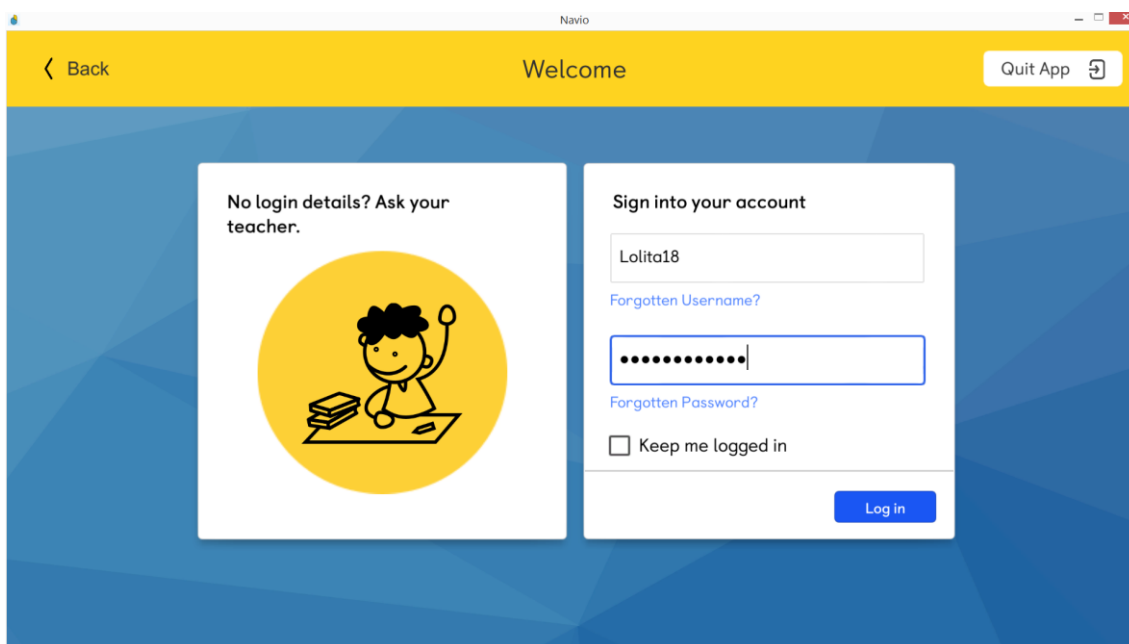 Navio
Back
Welcome
Quit App
No login details? Ask your
teacher.
Sign into your account
Lolita18
Forgotten Username?
••••••••••••
Forgotten Password?
Keep me logged in
Log in